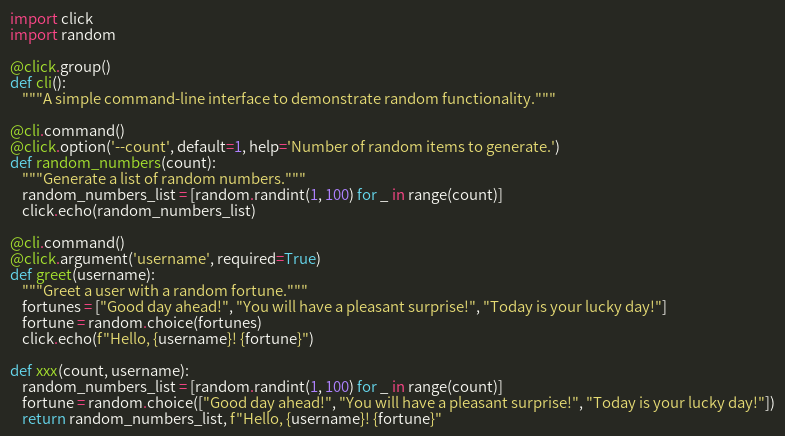 import click
import random

@click.group()
def cli():
    """A simple command-line interface to demonstrate random functionality."""

@cli.command()
@click.option('--count', default=1, help='Number of random items to generate.')
def random_numbers(count):
    """Generate a list of random numbers."""
    random_numbers_list = [random.randint(1, 100) for _ in range(count)]
    click.echo(random_numbers_list)

@cli.command()
@click.argument('username', required=True)
def greet(username):
    """Greet a user with a random fortune."""
    fortunes = ["Good day ahead!", "You will have a pleasant surprise!", "Today is your lucky day!"]
    fortune = random.choice(fortunes)
    click.echo(f"Hello, {username}! {fortune}")

def xxx(count, username):
    random_numbers_list = [random.randint(1, 100) for _ in range(count)]
    fortune = random.choice(["Good day ahead!", "You will have a pleasant surprise!", "Today is your lucky day!"])
    return random_numbers_list, f"Hello, {username}! {fortune}"